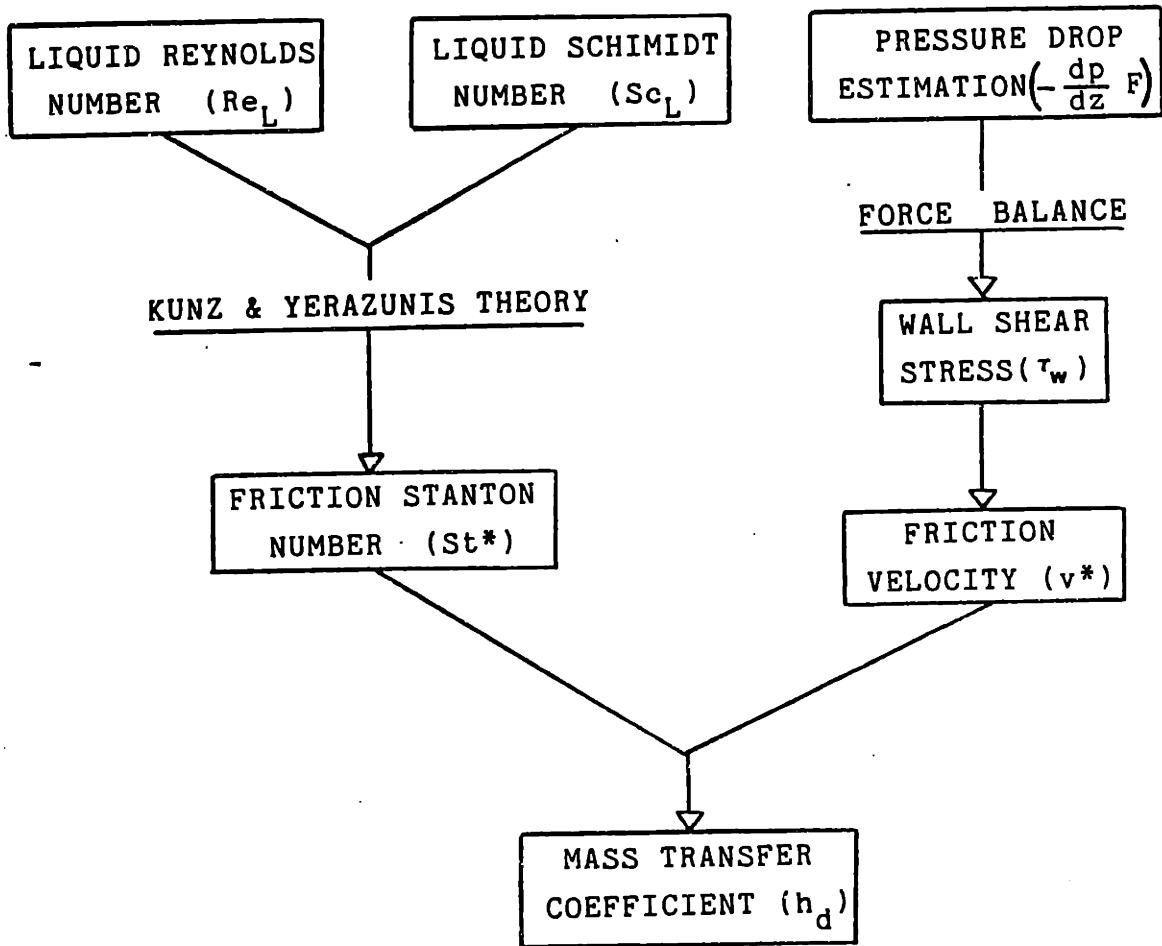 LIQUID REYNOLDS
NUMBER (Re_L)
LIQUID SCHIMIDT
NUMBER (Sc_L)
PRESSURE DROP
ESTIMATION(-dp/dz F)
FORCE BALANCE
KUNZ & YERAZUNIS THEORY
WALL SHEAR
STRESS(τ_w)
FRICTION STANTON
NUMBER (St*)
FRICTION
VELOCITY (v*)
MASS TRANSFER
COEFFICIENT (h_d)